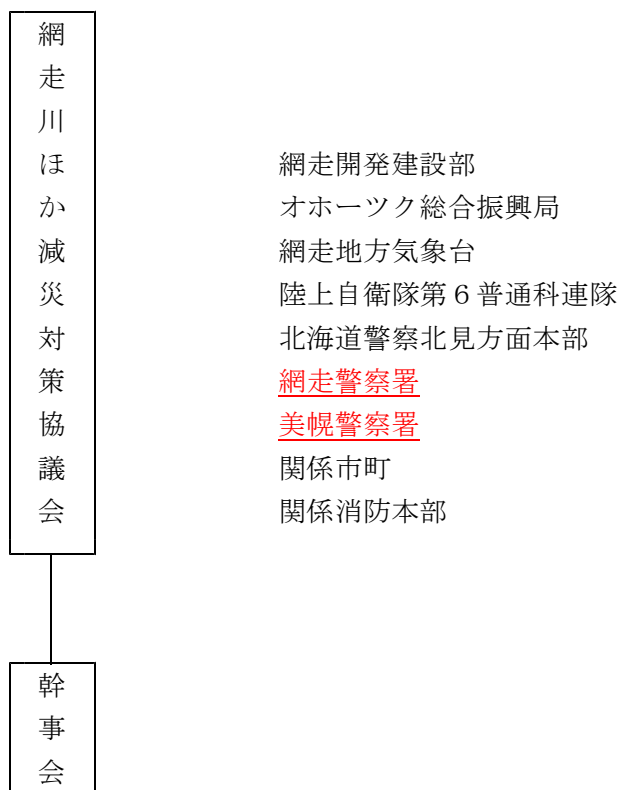 網走川ほか減災対策協議会
網走開発建設部
オホーツク総合振興局
網走地方気象台
陸上自衛隊第６普通科連隊
北海道警察北見方面本部
網走警察署
美幌警察署
関係市町
関係消防本部
幹事会